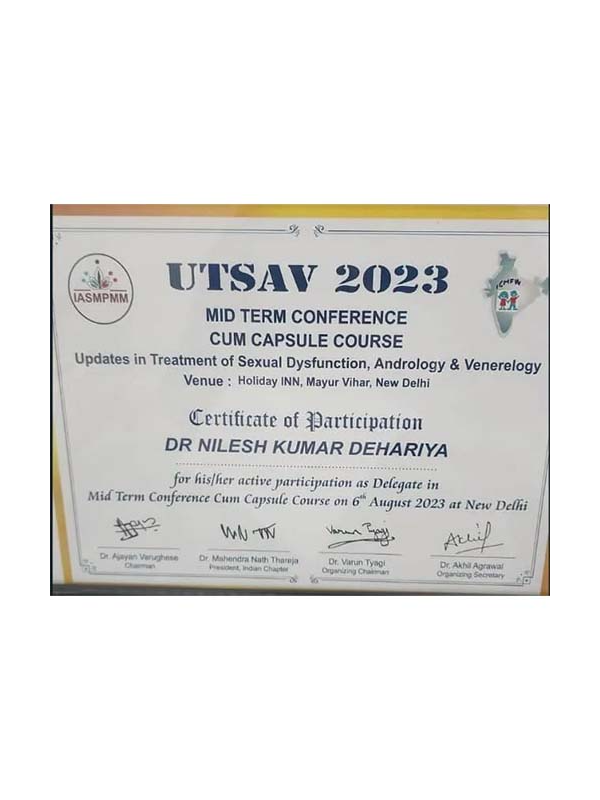 UTSAV 2023
IASMPMM
MID TERM CONFERENCE
CUM CAPSULE COURSE
Updates in Treatment of Sexual Dysfunction, Andrology & Venerelogy
Venue : Holiday INN, Mayur Vihar, New Delhi
Certificate of Participation
DR NILESH KUMAR DEHARIYA
for his/her active participation as Delegate in
Mid Term Conference Cum Capsule Course on 6th August 2023 at New Delhi
Varun Tyagi
Akhil
Dr. Ajayan Varughese
Chairman
Dr. Mahendra Nath Thareja
President, Indian Chapter
Dr. Varun Tyagi
Organizing Chairman
Dr. Akhil Agrawal
Organizing Secretary